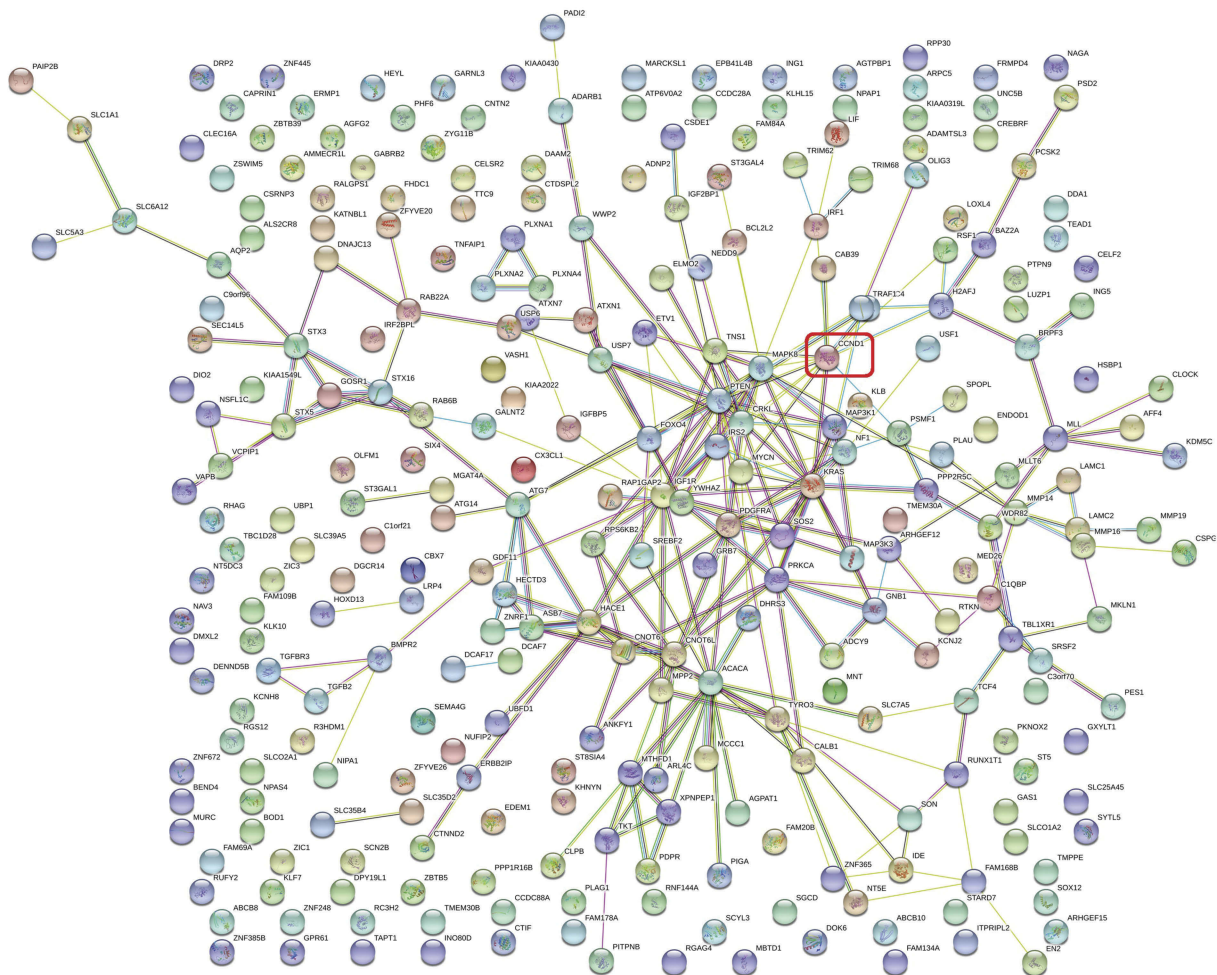 PADI2
PAIP2B
DRP2
ZNF445
HEYL
GARNL3
KIAA0430
MARCKSL1
EPB41L4B
ING1
AGTPBP1
RPP30
ARPC5
FRMPD4
NAGA
SLC1A1
CAPRIN1
ERMP1
PHF6
CNTN2
ADARB1
ATP6V0A2
CCDC28A
KLHL15
NPAP1
KIAA0319L
UNC5B
PSD2
CLEC16A
ZBTB39
AGFG2
ZYG11B
CSDE1
FAM84A
LIF
ADAMTSL3
CREBRF
ZSWIM5
AMMECR1L
GABRB2
CELSR2
DAAM2
ADNP2
ST3GAL4
TRIM62
TRIM68
OLIG3
PCSK2
SLC6A12
CSRNP3
RALGPS1
FHDC1
TTC9
CTDSPL2
IGF2BP1
DDA1
SLC5A3
ALS2CR8
KATNBL1
ZFYVE20
WWP2
BCL2L2
IRF1
LOXL4
RSF1
BAZ2A
TEAD1
AQP2
DNAJC13
TNFAIP1
PLXNA1
NEDD9
ELMO2
CAB39
PTPN9
CELF2
C9orf96
PLXNA2
PLXNA4
H2AFJ
LUZP1
ING5
SEC14L5
IRF2BPL
RAB22A
USP6
ATXN7
ATXN1
ETV1
TRAF1
C4
STX3
VASH1
USP7
TNS1
MAPK8
CCND1
USF1
BRPF3
DIO2
KIAA1549L
GOSR1
STX16
KIAA2022
PTEN
KLB
SPOPL
HSBP1
CLOCK
NSFL1C
STX5
RAB6B
GALNT2
IGFBP5
FOXO4
CRKL
MAP3K1
PSMF1
ENDOD1
MLL
AFF4
VCPIP1
SIX4
IRS2
NF1
PLAU
KDM5C
VAPB
OLFM1
CX3CL1
MYCN
MLLT6
RHAG
UBP1
ST3GAL1
MGAT4A
ATG7
RAP1GAP2
IGF1R
YWHAZ
KRAS
PPP2R5C
LAMC1
TBC1D28
C1orf21
ATG14
PDGFRA
TMEM30A
MMP14
WDR82
LAMC2
MMP19
SLC39A5
RPS6KB2
SOS2
ARHGEF12
MMP16
CSPG
NT5DC3
ZIC3
DGCR14
CBX7
GDF11
SREBF2
GRB7
MAP3K3
MED26
FAM109B
HOXD13
LRP4
HECTD3
PRKCA
C1QBP
NAV3
KLK10
ZNRF1
ASB7
HACE1
DHRS3
GNB1
RTKN
MKLN1
DMXL2
BMPR2
CNOT6
CNOT6L
ADCY9
KCNJ2
TBL1XR1
SRSF2
TGFBR3
DCAF17
DCAF7
DENND5B
TGFB2
MPP2
ACACA
MNT
C3orf70
KCNH8
SEMA4G
UBFD1
TYRO3
SLC7A5
TCF4
PES1
RGS12
R3HDM1
NUFIP2
ANKFY1
PKNOX2
GXYLT1
ZNF672
SLCO2A1
NIPA1
ERBB2IP
ST8SIA4
MTHFD1
ARL4C
MCCC1
CALB1
RUNX1T1
ST5
BEND4
NPAS4
ZFYVE26
KHNYN
XPNPEP1
AGPAT1
GAS1
SLC25A45
SLC35B4
SLC35D2
EDEM1
MURC
BOD1
CTNND2
TKT
SON
SLCO1A2
SYTL5
FAM69A
ZIC1
SCN2B
CLPB
PDPR
PIGA
FAM20B
IDE
FAM168B
TMPPE
RUFY2
KLF7
DPY19L1
ZBTB5
PPP1R16B
PLAG1
RNF144A
ZNF365
NT5E
STARD7
SOX12
ABCB8
ZNF248
RC3H2
TMEM30B
CCDC88A
FAM178A
SCYL3
SGCD
ABCB10
ITPRIPL2
ARHGEF15
ZNF385B
GPR61
TAPT1
INO80D
CTIF
PITPNB
RGAG4
MBTD1
DOK6
FAM134A
EN2